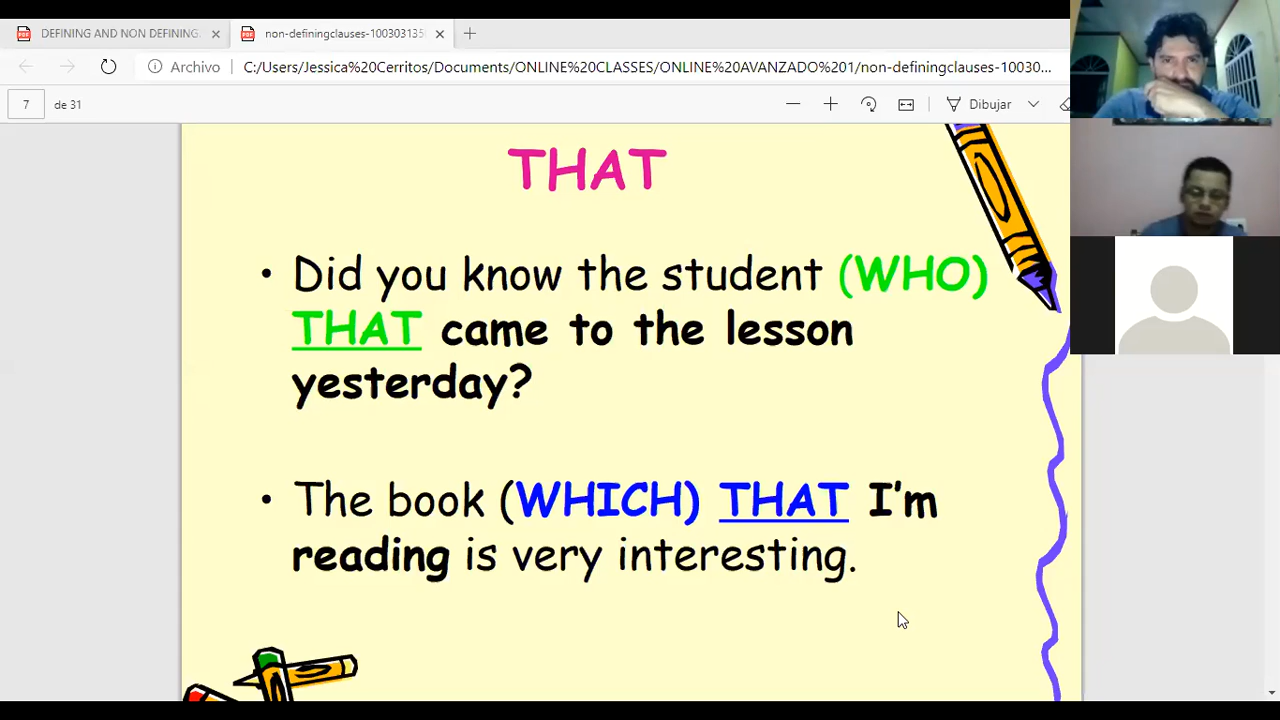 DEFINING AND NON DEFINING
non-definingclauses-100303135
Archivo
C:/Users/Jessica%20Cerritos/Documents/ONLINE%20CLASSES/ONLINE%20AVANZADO%201/non-definingclauses-10030...
7 de 31
Dibujar
THAT
• Did you know the student (WHO)
THAT came to the lesson
yesterday?
• The book (WHICH) THAT I'm
reading is very interesting.